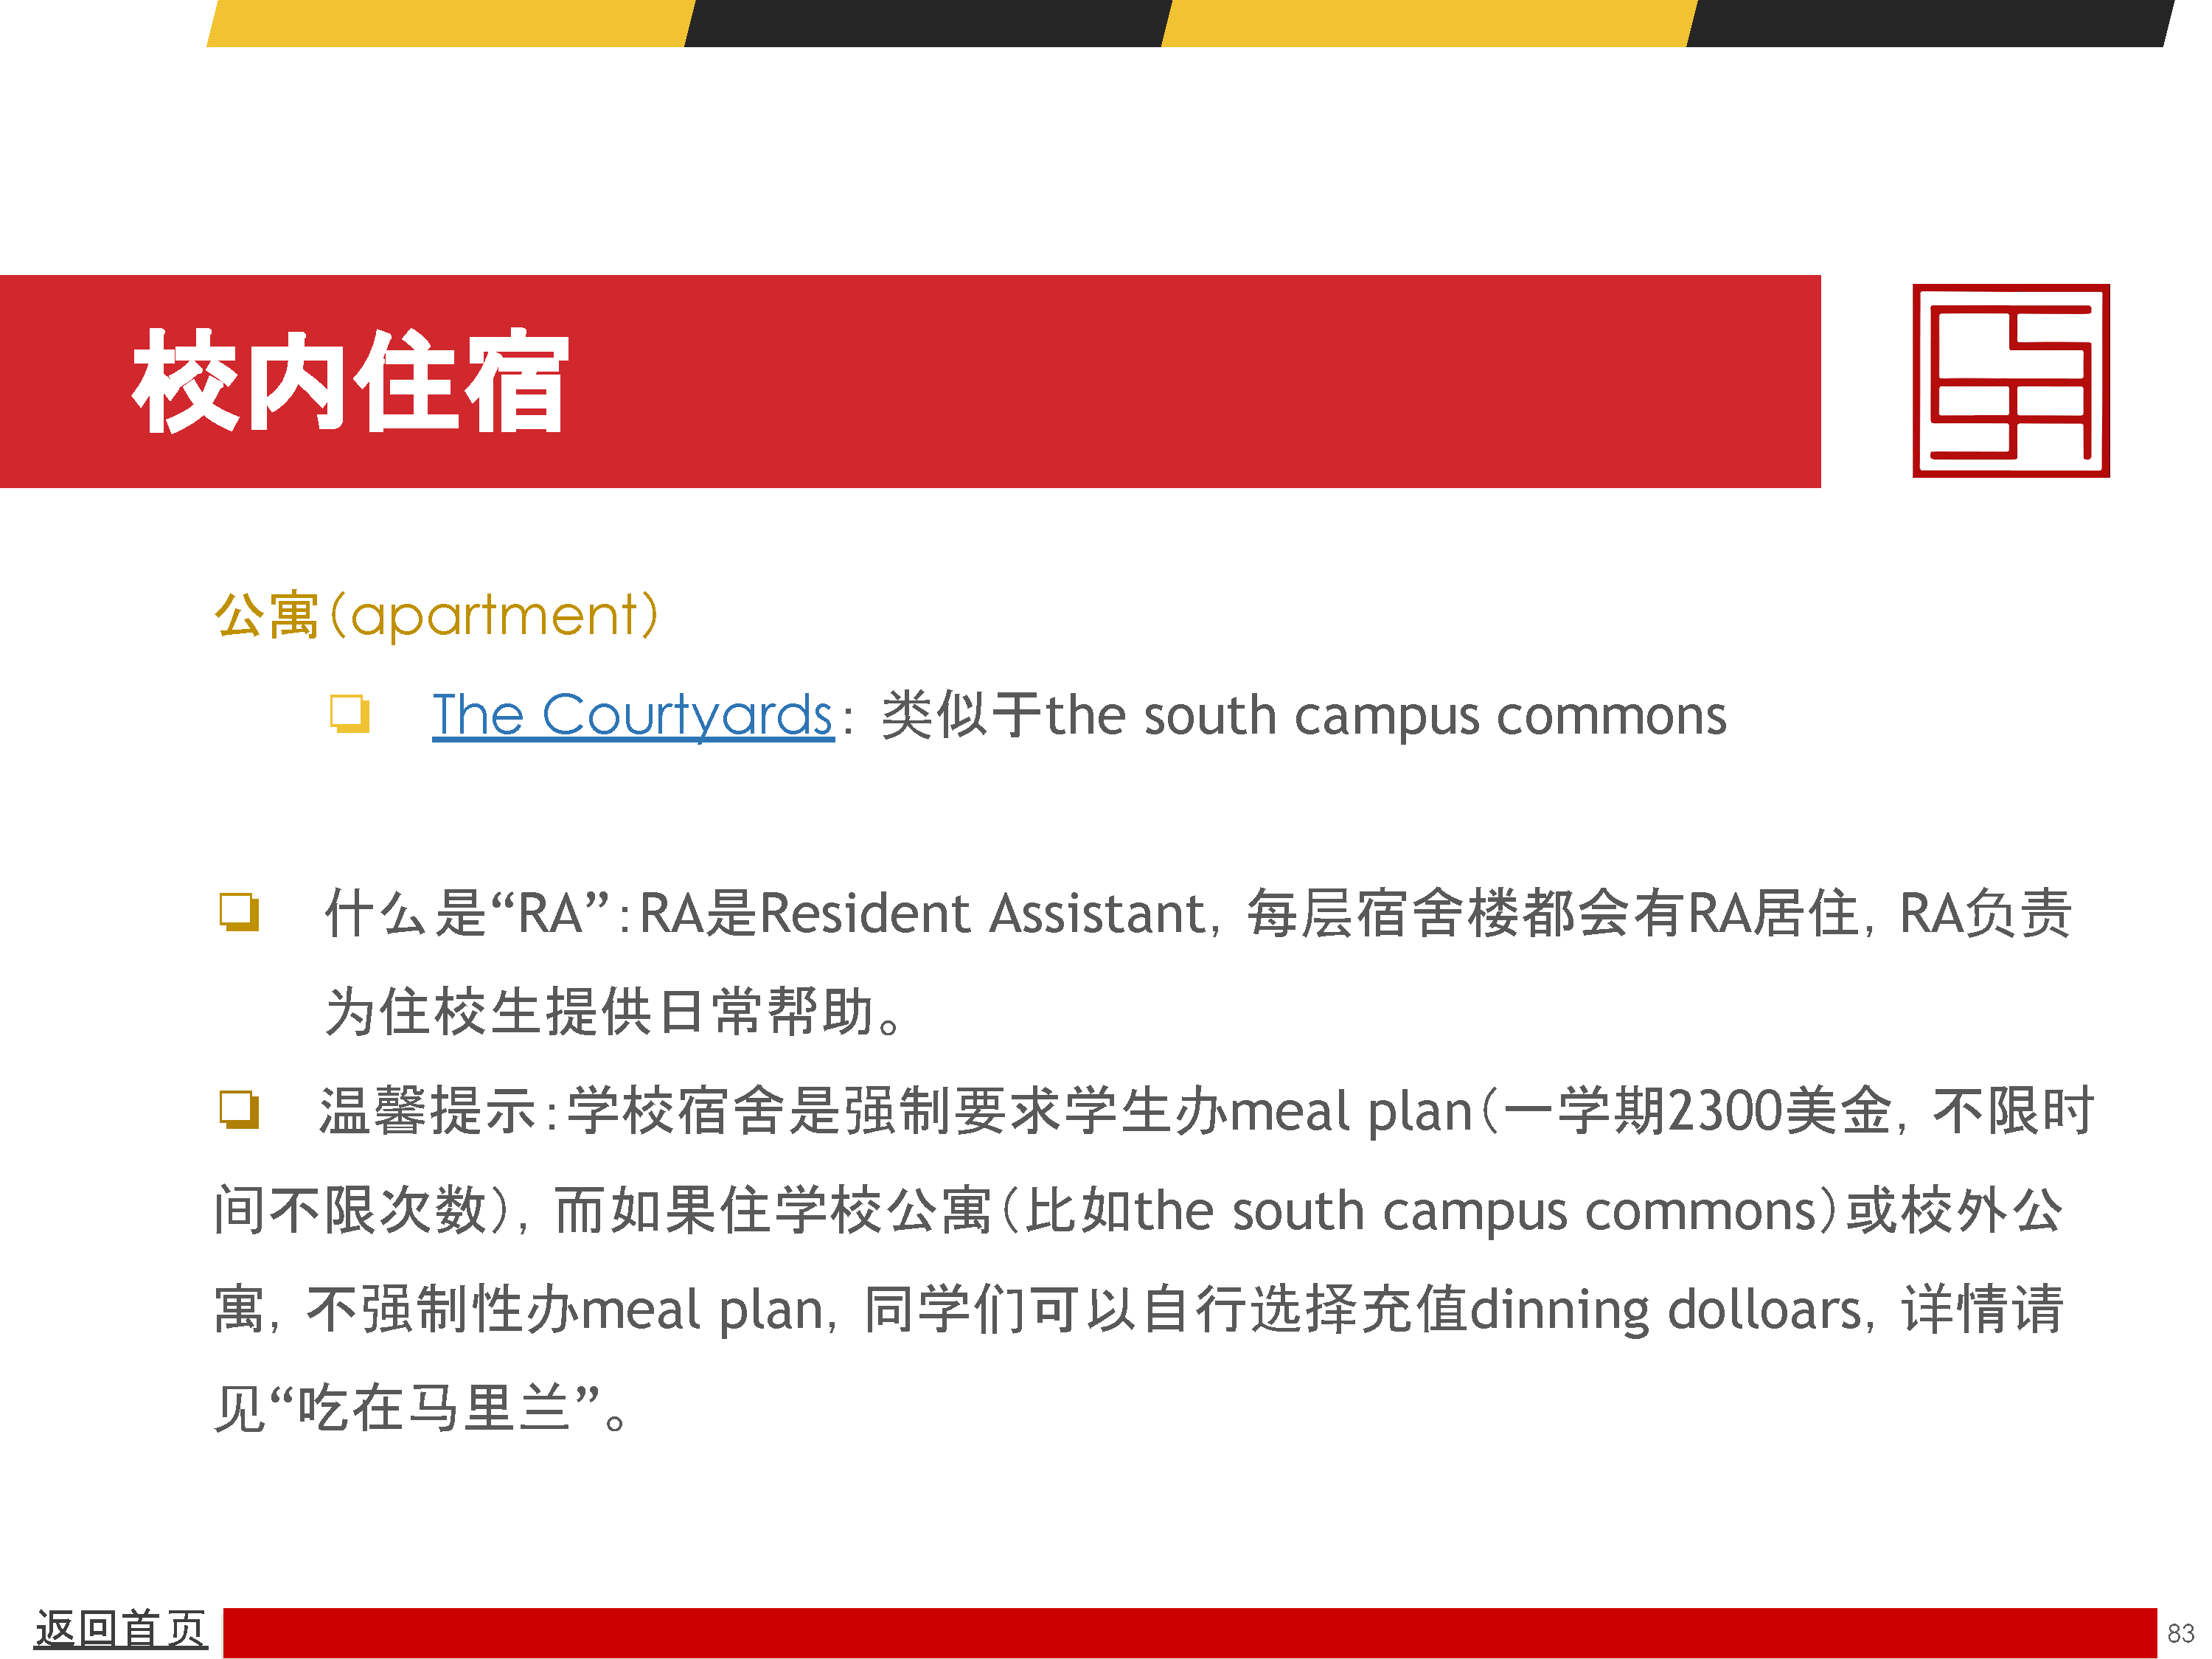 校内住宿
公寓（apartment）
The Courtyards：类似于the south campus commons
什么是“RA”：RA是Resident Assistant，每层宿舍楼都会有RA居住，RA负责
为住校生提供日常帮助。
温馨提示：学校宿舍是强制要求学生办meal plan（一学期2300美金，不限时
间不限次数），而如果住学校公寓（比如the south campus commons）或校外公
寓，不强制性办meal plan，同学们可以自行选择充值dinning dolloars，详情请
见“吃在马里兰”。
返回首页
83